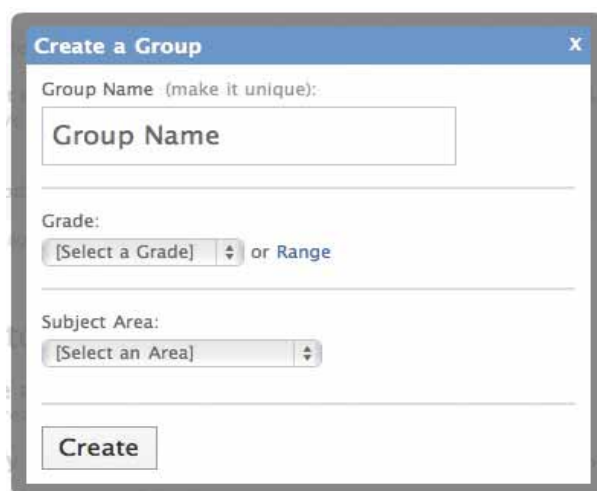 Create a Group x
Group Name (make it unique):
Group Name
Grade:
[Select a Grade] or Range
Subject Area:
[Select an Area]
Create